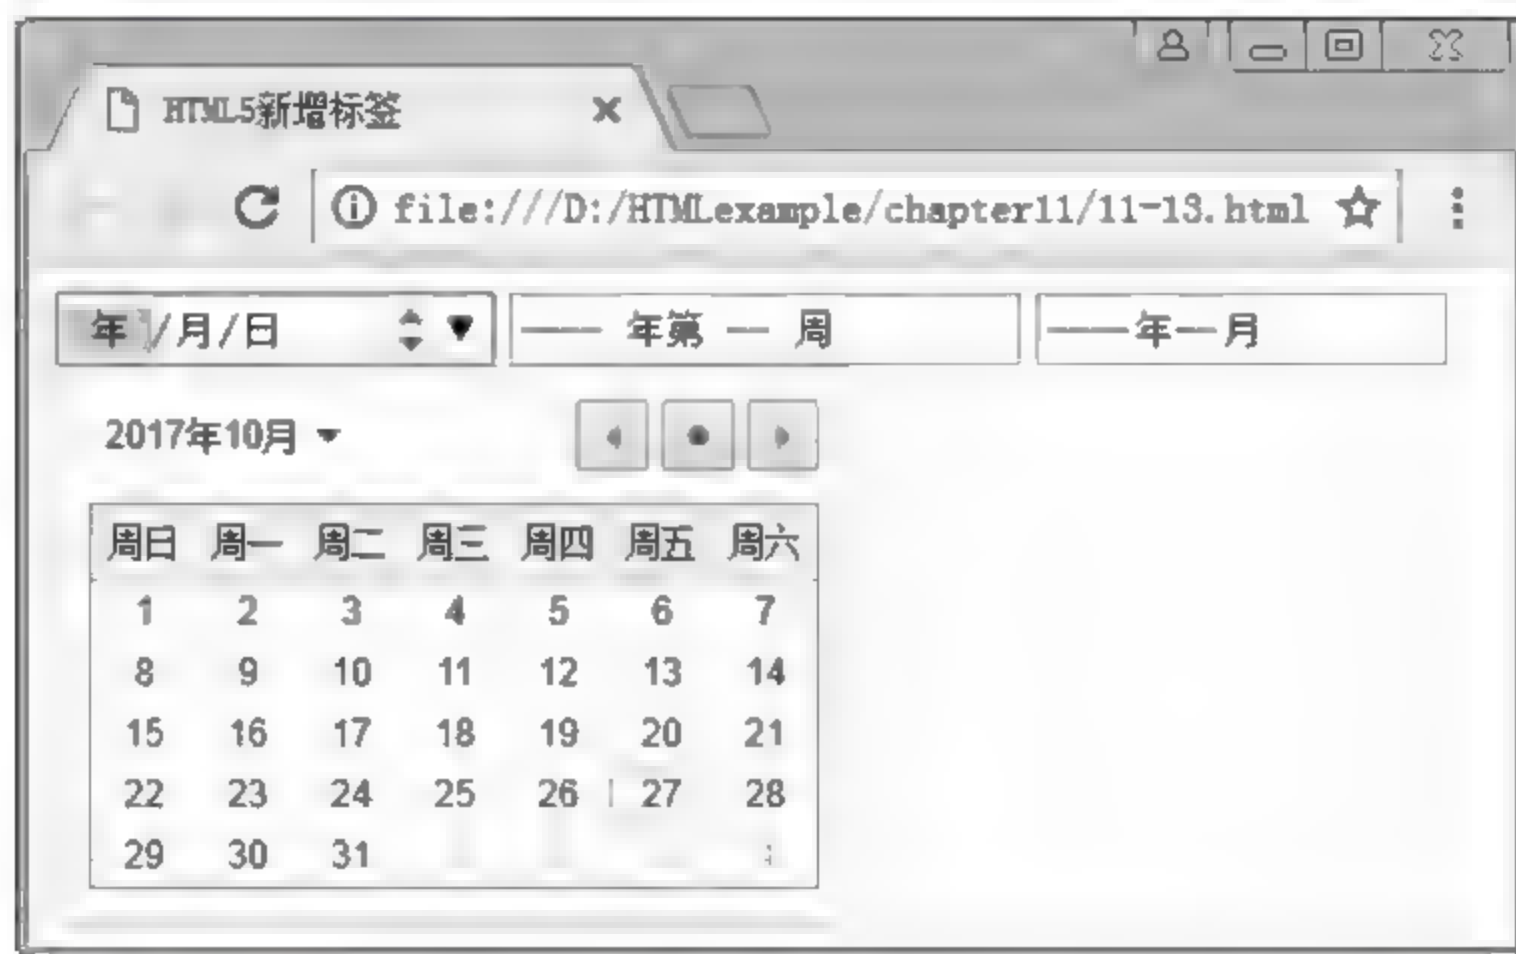 HTML5新增标签
file:///D:/HTMLexample/chapter11/11-13.html
年/月/日 —— 年第 — 周 ——年—月
2017年10月
周日 周一 周二 周三 周四 周五 周六
1 2 3 4 5 6 7
8 9 10 11 12 13 14
15 16 17 18 19 20 21
22 23 24 25 26 27 28
29 30 31